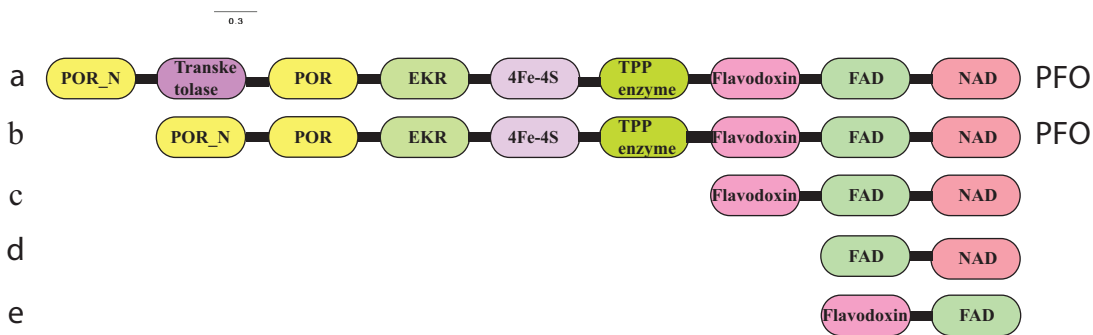 0.3
a POR_N Transke tolase POR EKR 4Fe-4S TPP enzyme Flavodoxin FAD NAD PFO
b POR_N POR EKR 4Fe-4S TPP enzyme Flavodoxin FAD NAD PFO
c Flavodoxin FAD NAD
d FAD NAD
e Flavodoxin FAD